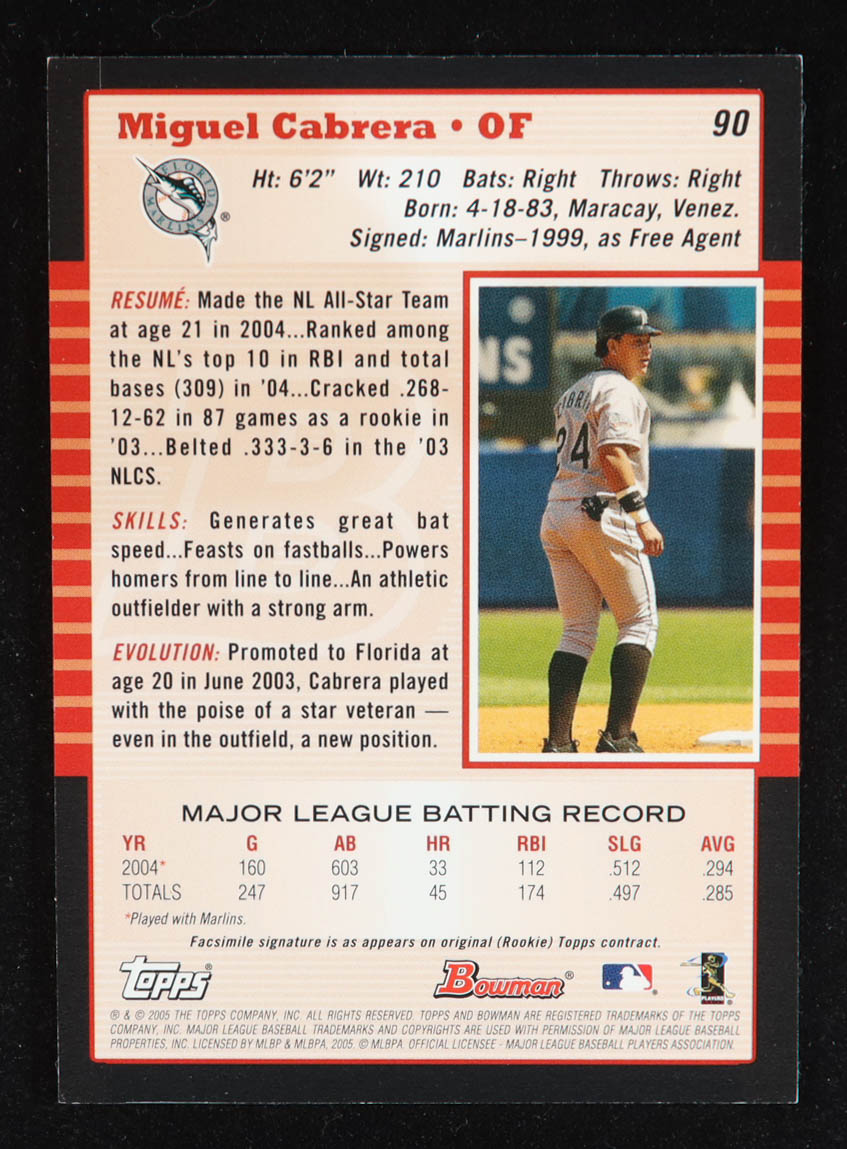 Miguel Cabrera • OF
90
FLORIDA
MARLINS
®
Ht: 6'2" Wt: 210 Bats: Right Throws: Right
Born: 4-18-83, Maracay, Venez.
Signed: Marlins–1999, as Free Agent
RESUMÉ: Made the NL All-Star Team
at age 21 in 2004...Ranked among
the NL's top 10 in RBI and total
bases (309) in '04...Cracked .268-
12-62 in 87 games as a rookie in
'03...Belted .333-3-6 in the '03
NLCS.
SKILLS: Generates great bat
speed...Feasts on fastballs...Powers
homers from line to line...An athletic
outfielder with a strong arm.
EVOLUTION: Promoted to Florida at
age 20 in June 2003, Cabrera played
with the poise of a star veteran —
even in the outfield, a new position.
NS
24
MAJOR LEAGUE BATTING RECORD
YR G AB HR RBI SLG AVG
2004* 160 603 33 112 .512 .294
TOTALS 247 917 45 174 .497 .285
*Played with Marlins.
Facsimile signature is as appears on original (Rookie) Topps contract.
Topps® Bowman® ® PLAYERS
® & © 2005 THE TOPPS COMPANY, INC. ALL RIGHTS RESERVED. TOPPS AND BOWMAN ARE REGISTERED TRADEMARKS OF THE TOPPS
COMPANY, INC. MAJOR LEAGUE BASEBALL TRADEMARKS AND COPYRIGHTS ARE USED WITH PERMISSION OF MAJOR LEAGUE BASEBALL
PROPERTIES, INC. LICENSED BY MLBP & MLBPA, 2005. © MLBPA. OFFICIAL LICENSEE - MAJOR LEAGUE BASEBALL PLAYERS ASSOCIATION.